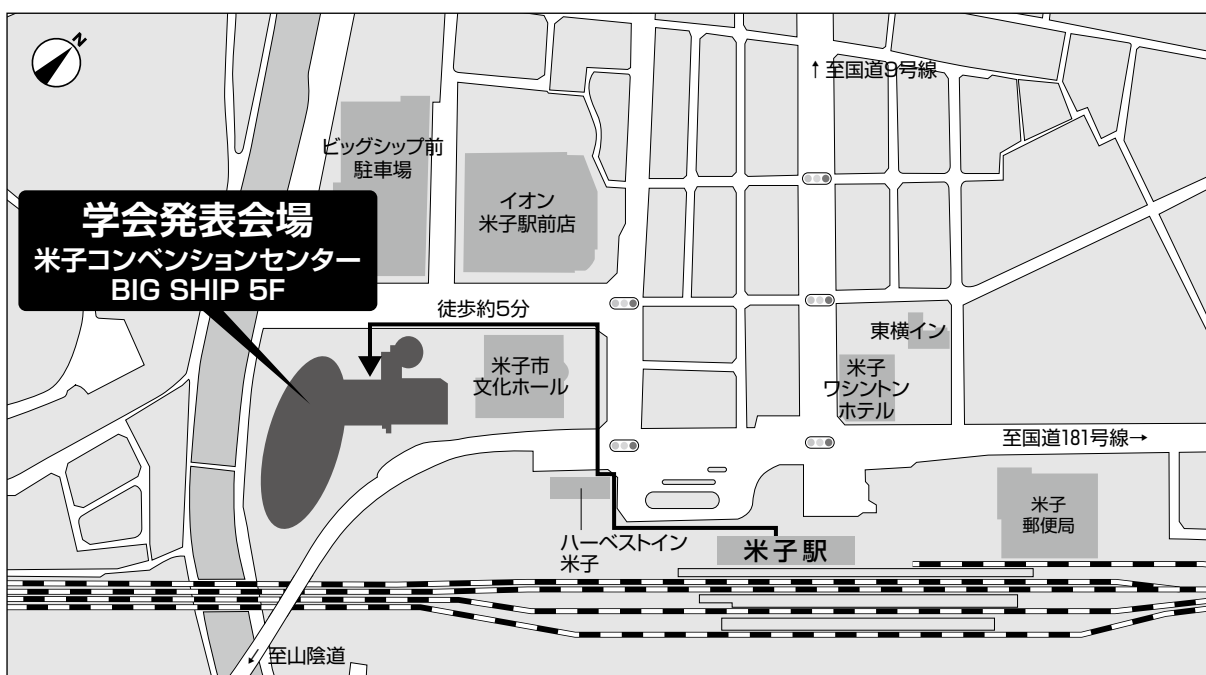 N
↑至国道9号線
ビッグシップ前
駐車場
イオン
米子駅前店
学会発表会場
米子コンベンションセンター
BIG SHIP 5F
徒歩約5分
東横イン
米子市
文化ホール
米子
ワシントン
ホテル
至国道181号線→
米子
郵便局
ハーベストイン
米子
米子駅
↙至山陰道